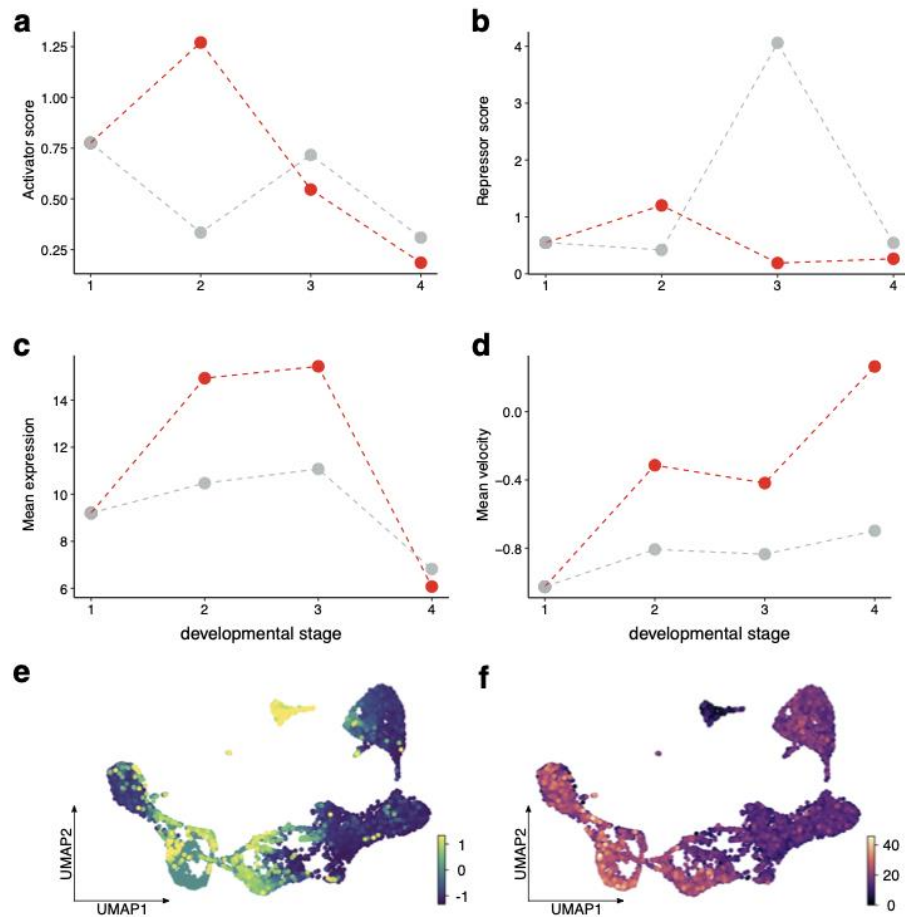 a
Activator score
1.25
1.00
0.75
0.50
0.25
1 2 3 4
b
Repressor score
4
3
2
1
0
1 2 3 4
c
Mean expression
14
12
10
8
6
1 2 3 4
developmental stage
d
Mean velocity
0.0
−0.4
−0.8
1 2 3 4
developmental stage
e
UMAP2
UMAP1
1
-1
f
UMAP2
UMAP1
40
20
0